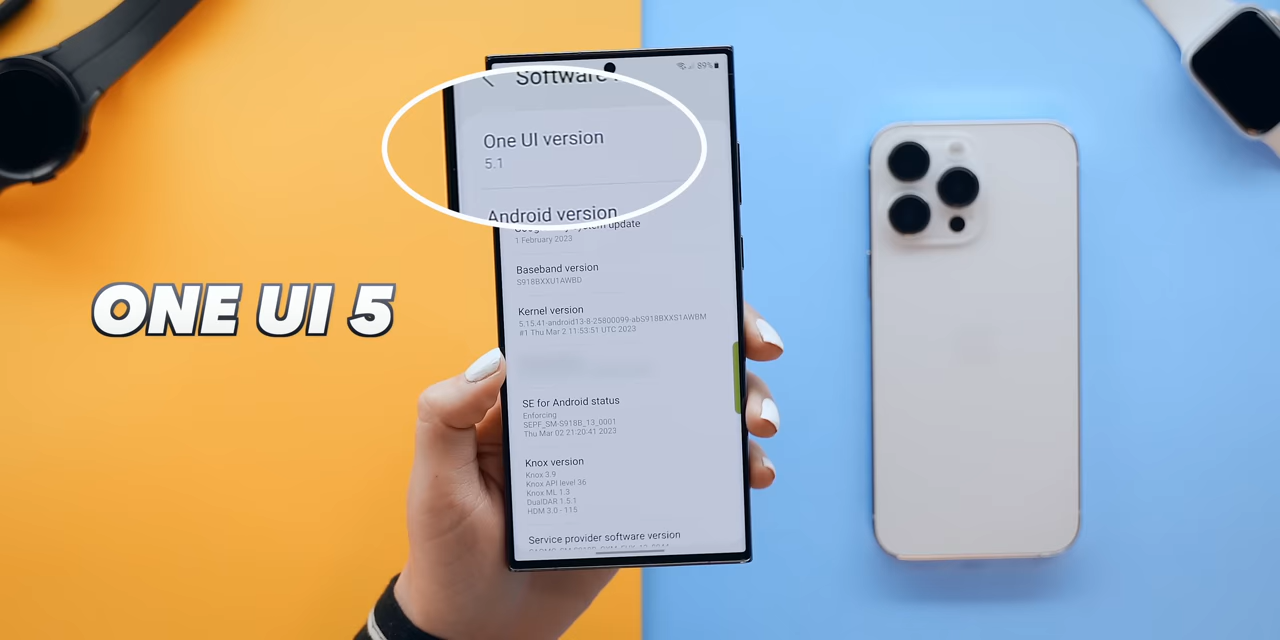 ONE UI 5
Software
89%
One UI version
5.1
Android version
update
1 February 2023
Baseband version
S918BXXU1AWBD
Kernel version
5.15.41-android13-8-25800099-abS918BXXS1AWBM
#1 Thu Mar 2 11:53:51 UTC 2023
SE for Android status
Enforcing
SEPF_SM-S918B_13_0001
Thu Mar 02 21:20:41 2023
Knox version
Knox 3.9
Knox API level 36
Knox ML 1.3
DualDAR 1.5.1
HDM 3.0 - 115
Service provider software version